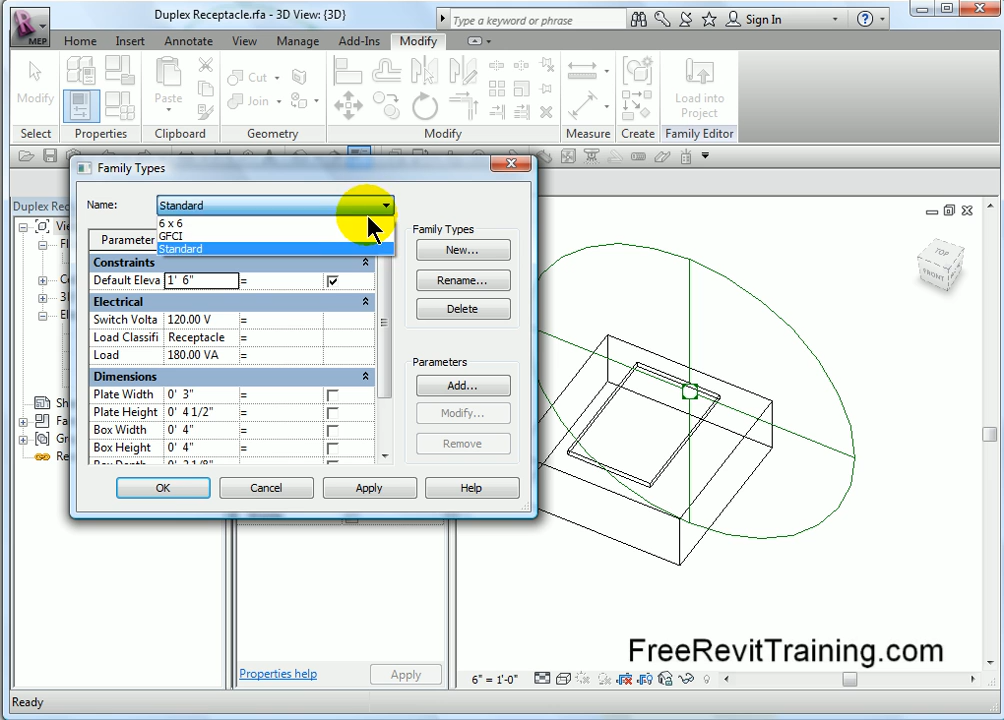 Duplex Receptacle.rfa - 3D View: {3D}
Type a keyword or phrase
Sign In
MEP
Home
Insert
Annotate
View
Manage
Add-Ins
Modify
Modify
Paste
Cut
Join
Load into
Project
Select
Properties
Clipboard
Geometry
Modify
Measure
Create
Family Editor
Family Types
Name:
Standard
6 x 6
GFCI
Standard
Duplex Rec
Parameter
Constraints
Default Eleva 1' 6" =
Electrical
Switch Volta 120.00 V =
Load Classifi Receptacle =
Load 180.00 VA =
Dimensions
Plate Width 0' 3" =
Plate Height 0' 4 1/2" =
Box Width 0' 4" =
Box Height 0' 4" =
Family Types
New...
Rename...
Delete
Parameters
Add...
Modify...
Remove
OK
Cancel
Apply
Help
TOP
FRONT
FreeRevitTraining.com
Properties help
Apply
6" = 1'-0"
Ready